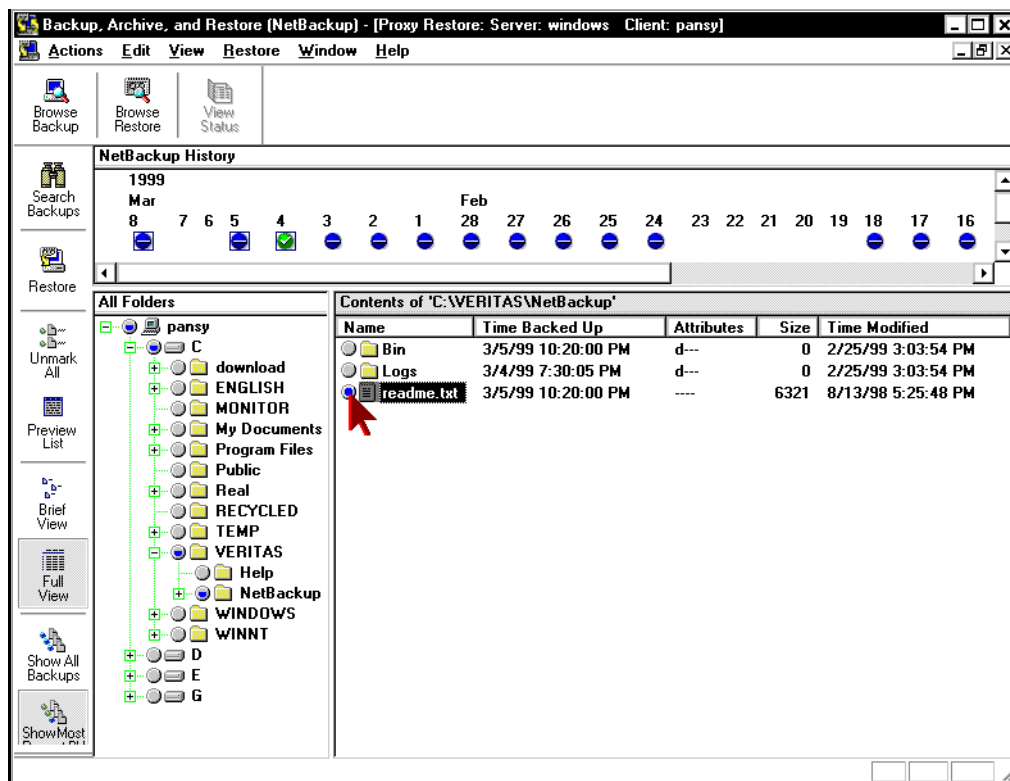 Backup, Archive, and Restore (NetBackup) - [Proxy Restore: Server: windows Client: pansy]
Actions Edit View Restore Window Help
Browse Backup
Browse Restore
View Status
Search Backups
Restore
Unmark All
Preview List
Brief View
Full View
Show All Backups
Show Most
NetBackup History
1999
Mar Feb
8 7 6 5 4 3 2 1 28 27 26 25 24 23 22 21 20 19 18 17 16
All Folders
pansy
C
download
ENGLISH
MONITOR
My Documents
Program Files
Public
Real
RECYCLED
TEMP
VERITAS
Help
NetBackup
WINDOWS
WINNT
D
E
G
Contents of 'C:\VERITAS\NetBackup'
Name Time Backed Up Attributes Size Time Modified
Bin 3/5/99 10:20:00 PM d--- 0 2/25/99 3:03:54 PM
Logs 3/4/99 7:30:05 PM d--- 0 2/25/99 3:03:54 PM
readme.txt 3/5/99 10:20:00 PM ---- 6321 8/13/98 5:25:48 PM